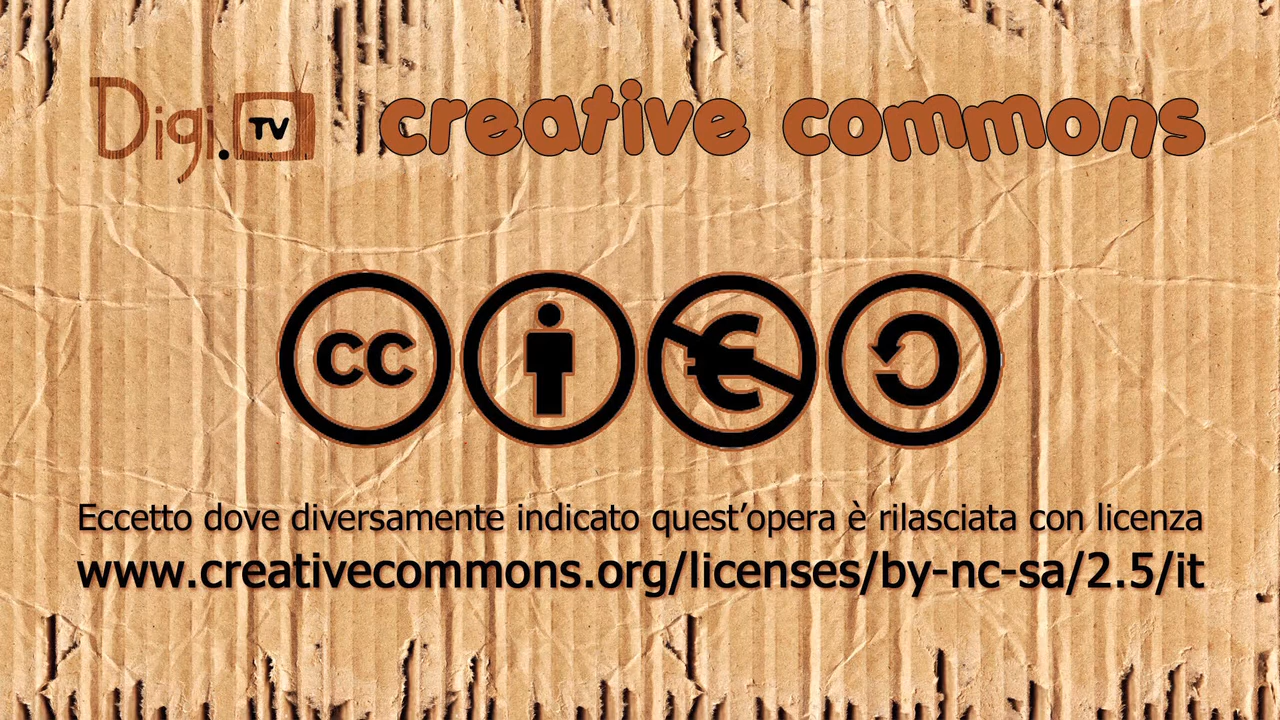 Digi.TV creative commons
cc
Eccetto dove diversamente indicato quest’opera è rilasciata con licenza
www.creativecommons.org/licenses/by-nc-sa/2.5/it